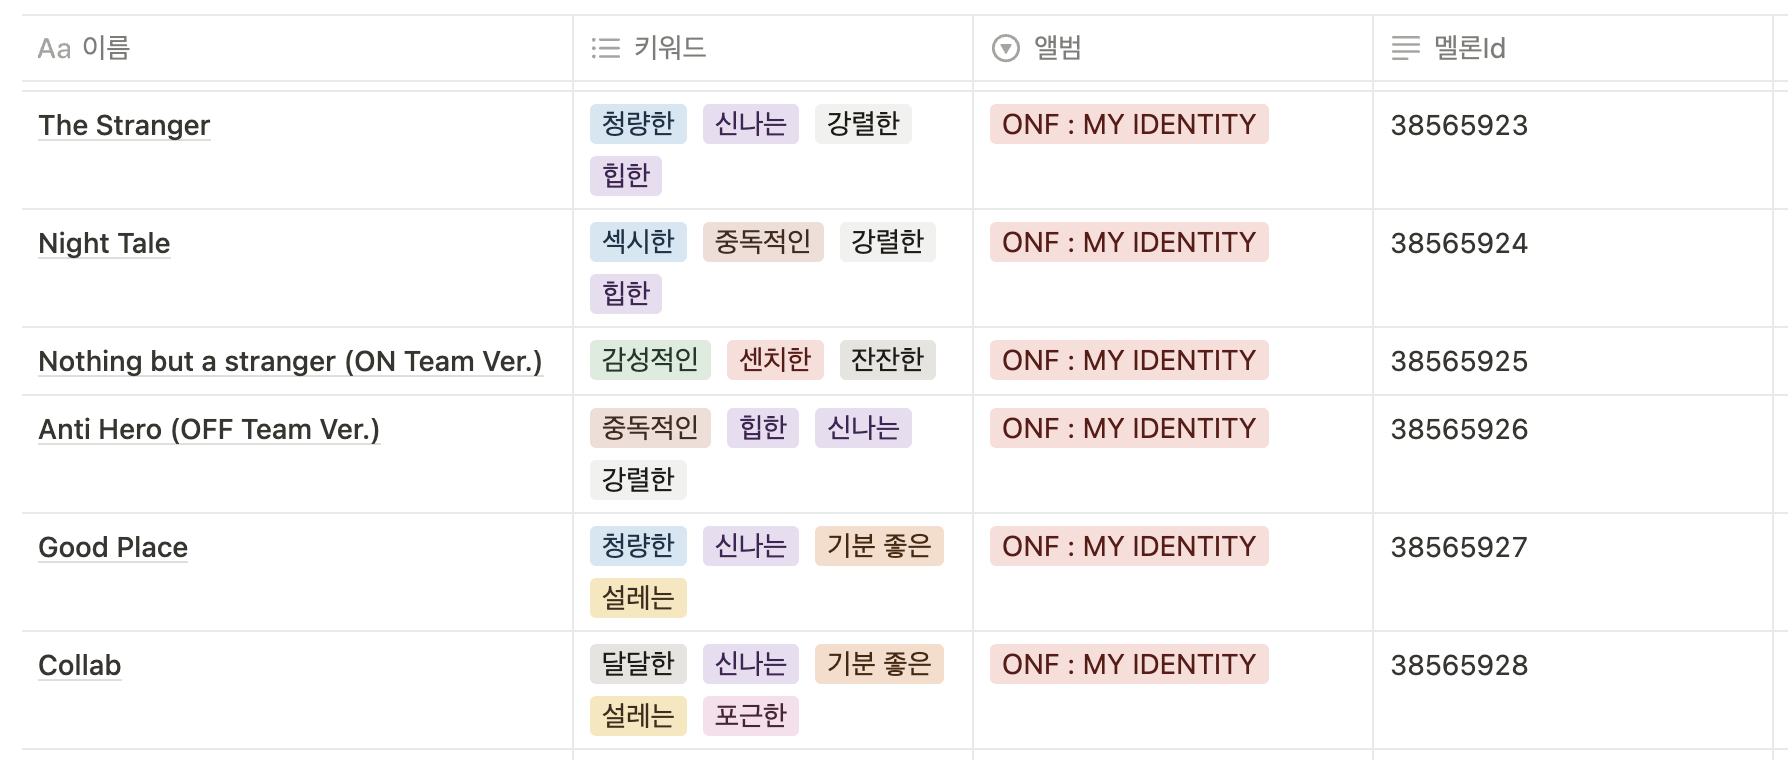 Aa 이름 키워드 앨범 멜론Id
The Stranger 청량한 신나는 강렬한 ONF : MY IDENTITY 38565923
힙한
Night Tale 섹시한 중독적인 강렬한 ONF : MY IDENTITY 38565924
힙한
Nothing but a stranger (ON Team Ver.) 감성적인 센치한 잔잔한 ONF : MY IDENTITY 38565925
Anti Hero (OFF Team Ver.) 중독적인 힙한 신나는 ONF : MY IDENTITY 38565926
강렬한
Good Place 청량한 신나는 기분 좋은 ONF : MY IDENTITY 38565927
설레는
Collab 달달한 신나는 기분 좋은 ONF : MY IDENTITY 38565928
설레는 포근한